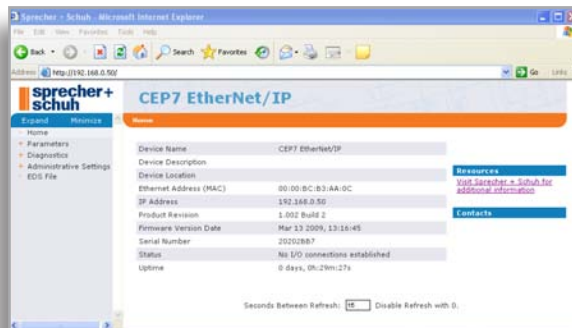 Sprecher + Schuh - Microsoft Internet Explorer
File Edit View Favorites Tools Help
Back Search Favorites
Address http://192.168.0.50/ Go Links
sprecher+
schuh
CEP7 EtherNet/IP
Expand Minimize
Home
Home
Parameters
Diagnostics
Administrative Settings
EDS File
Device Name CEP7 EtherNet/IP
Device Description
Device Location
Ethernet Address (MAC) 00:00:BC:B3:AA:0C
IP Address 192.168.0.50
Product Revision 1.002 Build 2
Firmware Version Date Mar 13 2009, 13:16:45
Serial Number 20202BB7
Status No I/O connections established
Uptime 0 days, 0h:29m:27s
Resources
Visit Sprecher + Schuh for
additional information
Contacts
Seconds Between Refresh: Disable Refresh with 0.